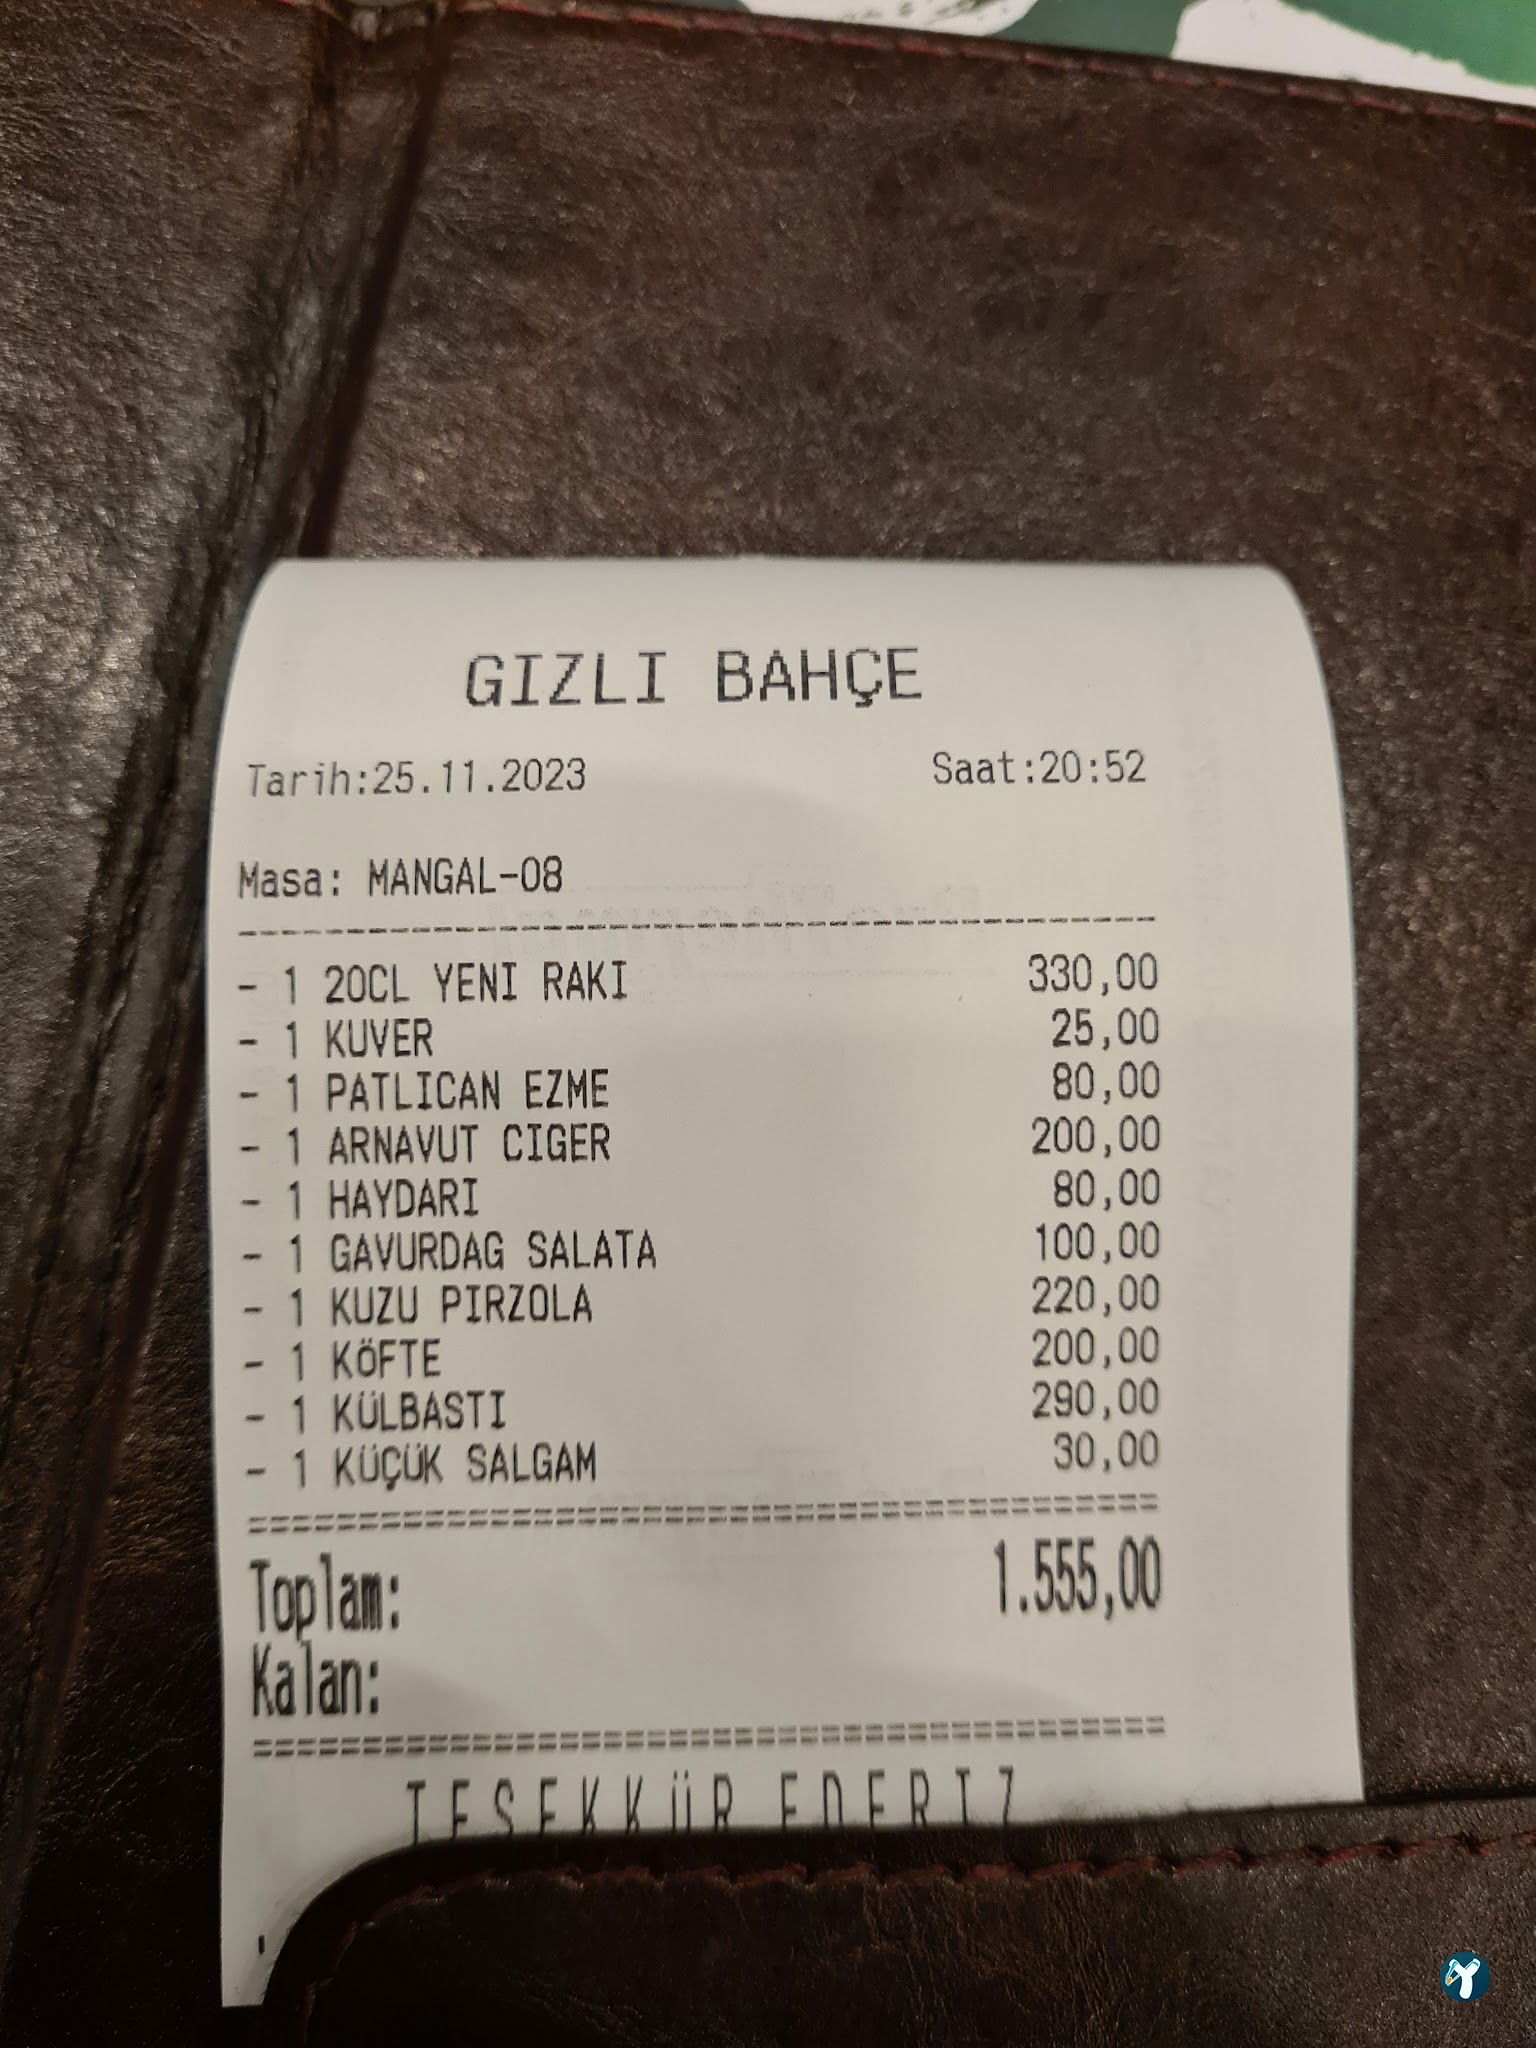 GIZLI BAHÇE
Tarih:25.11.2023 Saat:20:52
Masa: MANGAL-08
- 1 20CL YENI RAKI 330,00
- 1 KUVER 25,00
- 1 PATLICAN EZME 80,00
- 1 ARNAVUT CIGER 200,00
- 1 HAYDARI 80,00
- 1 GAVURDAG SALATA 100,00
- 1 KUZU PIRZOLA 220,00
- 1 KÖFTE 200,00
- 1 KÜLBASTI 290,00
- 1 KÜÇÜK SALGAM 30,00
Toplam: 1.555,00
Kalan:
TESEKKÜR EDERIZ